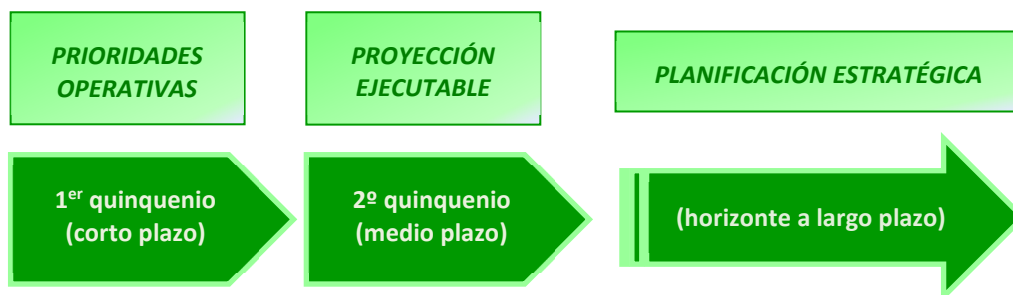 PRIORIDADES
OPERATIVAS
PROYECCIÓN
EJECUTABLE
PLANIFICACIÓN ESTRATÉGICA
1er quinquenio
(corto plazo)
2º quinquenio
(medio plazo)
(horizonte a largo plazo)